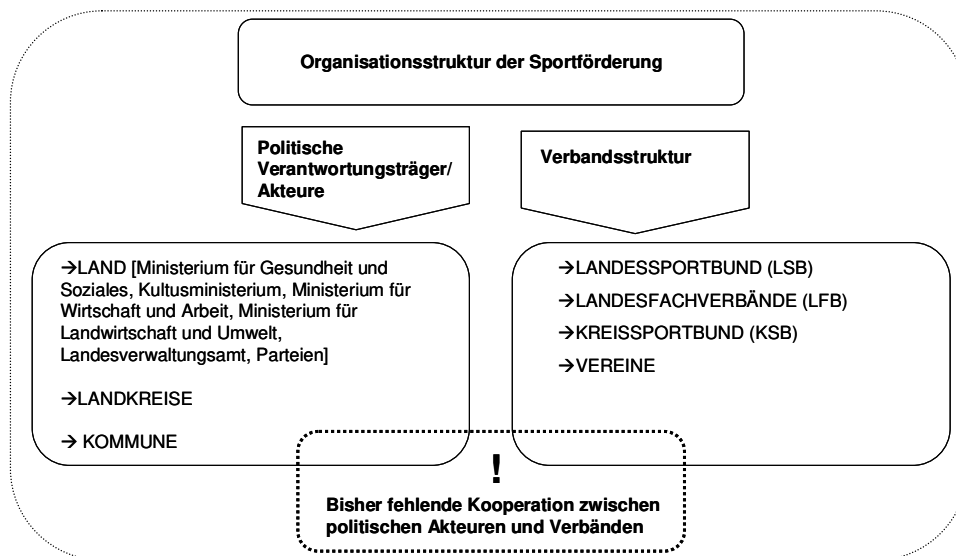 Organisationsstruktur der Sportförderung
Politische
Verantwortungsträger/
Akteure
Verbandsstruktur
→LAND [Ministerium für Gesundheit und
Soziales, Kultusministerium, Ministerium für
Wirtschaft und Arbeit, Ministerium für
Landwirtschaft und Umwelt,
Landesverwaltungsamt, Parteien]
→LANDKREISE
→ KOMMUNE
→LANDESSPORTBUND (LSB)
→LANDESFACHVERBÄNDE (LFB)
→KREISSPORTBUND (KSB)
→VEREINE
!
Bisher fehlende Kooperation zwischen
politischen Akteuren und Verbänden